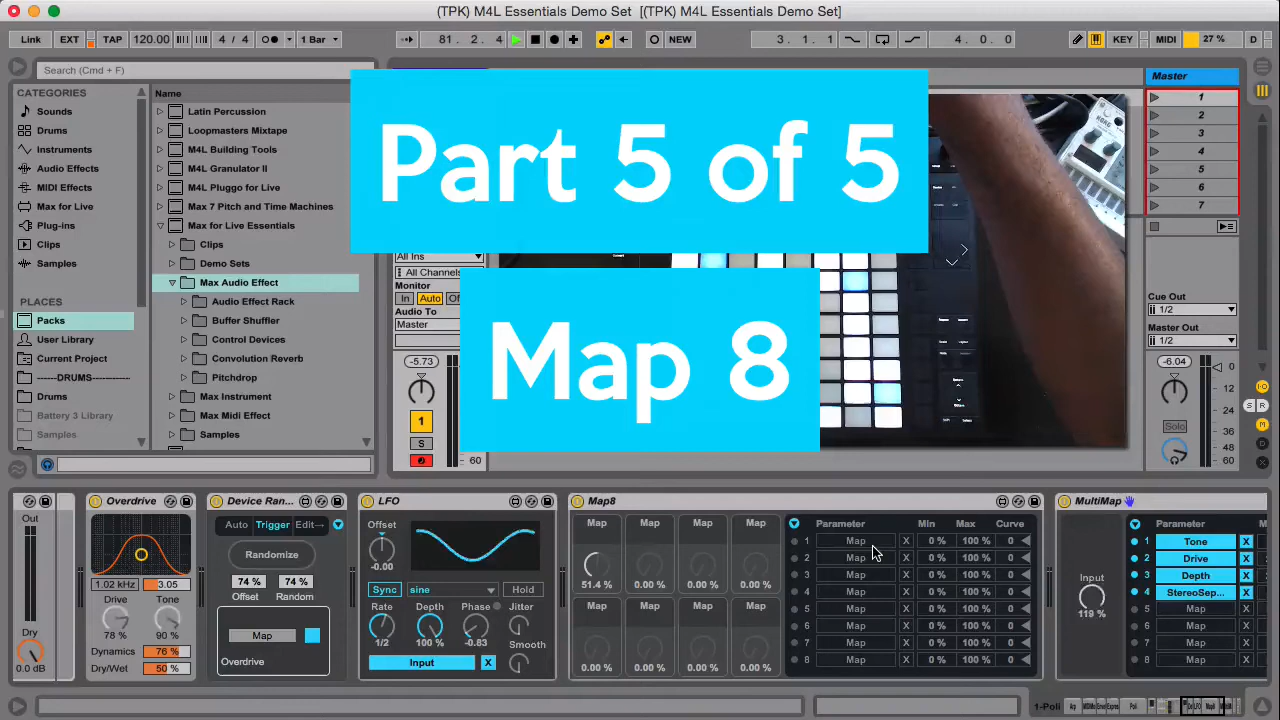 (TPK) M4L Essentials Demo Set [(TPK) M4L Essentials Demo Set]
Link EXT TAP 120.00 4 / 4 1 Bar 81. 2. 4 NEW 3. 1. 1 4. 0. 0 KEY MIDI 27 % D
Search (Cmd + F)
CATEGORIES
Sounds
Drums
Instruments
Audio Effects
MIDI Effects
Max for Live
Plug-ins
Clips
Samples
PLACES
Packs
User Library
Current Project
------DRUMS------------
Drums
Battery 3 Library
Samples
Name
Latin Percussion
Loopmasters Mixtape
M4L Building Tools
M4L Granulator II
M4L Pluggo for Live
Max 7 Pitch and Time Machines
Max for Live Essentials
Clips
Demo Sets
Max Audio Effect
Audio Effect Rack
Buffer Shuffler
Control Devices
Convolution Reverb
Pitchdrop
Max Instrument
Max Midi Effect
Samples
Part 5 of 5
Map 8
All Ins
All Channels
Monitor
In Auto
Audio To
Master
-5.73
1
S
60
Master
1
2
3
4
5
6
7
Cue Out
1/2
Master Out
1/2
-6.04
0
12
24
36
48
60
Solo
S R
M
D
Out
Dry
0.0 dB
Overdrive
1.02 kHz 3.05
Drive Tone
78 % 90 %
Dynamics 76 %
Dry/Wet 50 %
Device Ran...
Auto Trigger Edit
Randomize
74 % 74 %
Offset Random
Map
Overdrive
LFO
Offset
-0.00
Sync sine Hold
Rate Depth Phase Jitter
1/2 100 % -0.83 Smooth
Input X
Map8
Map Map Map Map
51.4 % 0.00 % 0.00 % 0.00 %
Map Map Map Map
0.00 % 0.00 % 0.00 % 0.00 %
Parameter Min Max Curve
1 Map X 0 % 100 % 0
2 Map X 0 % 100 % 0
3 Map X 0 % 100 % 0
4 Map X 0 % 100 % 0
5 Map X 0 % 100 % 0
6 Map X 0 % 100 % 0
7 Map X 0 % 100 % 0
8 Map X 0 % 100 % 0
MultiMap
Input
119 %
Parameter
1 Tone X
2 Drive X
3 Depth X
4 StereoSep... X
5 Map X
6 Map X
7 Map X
8 Map X
1-Poli